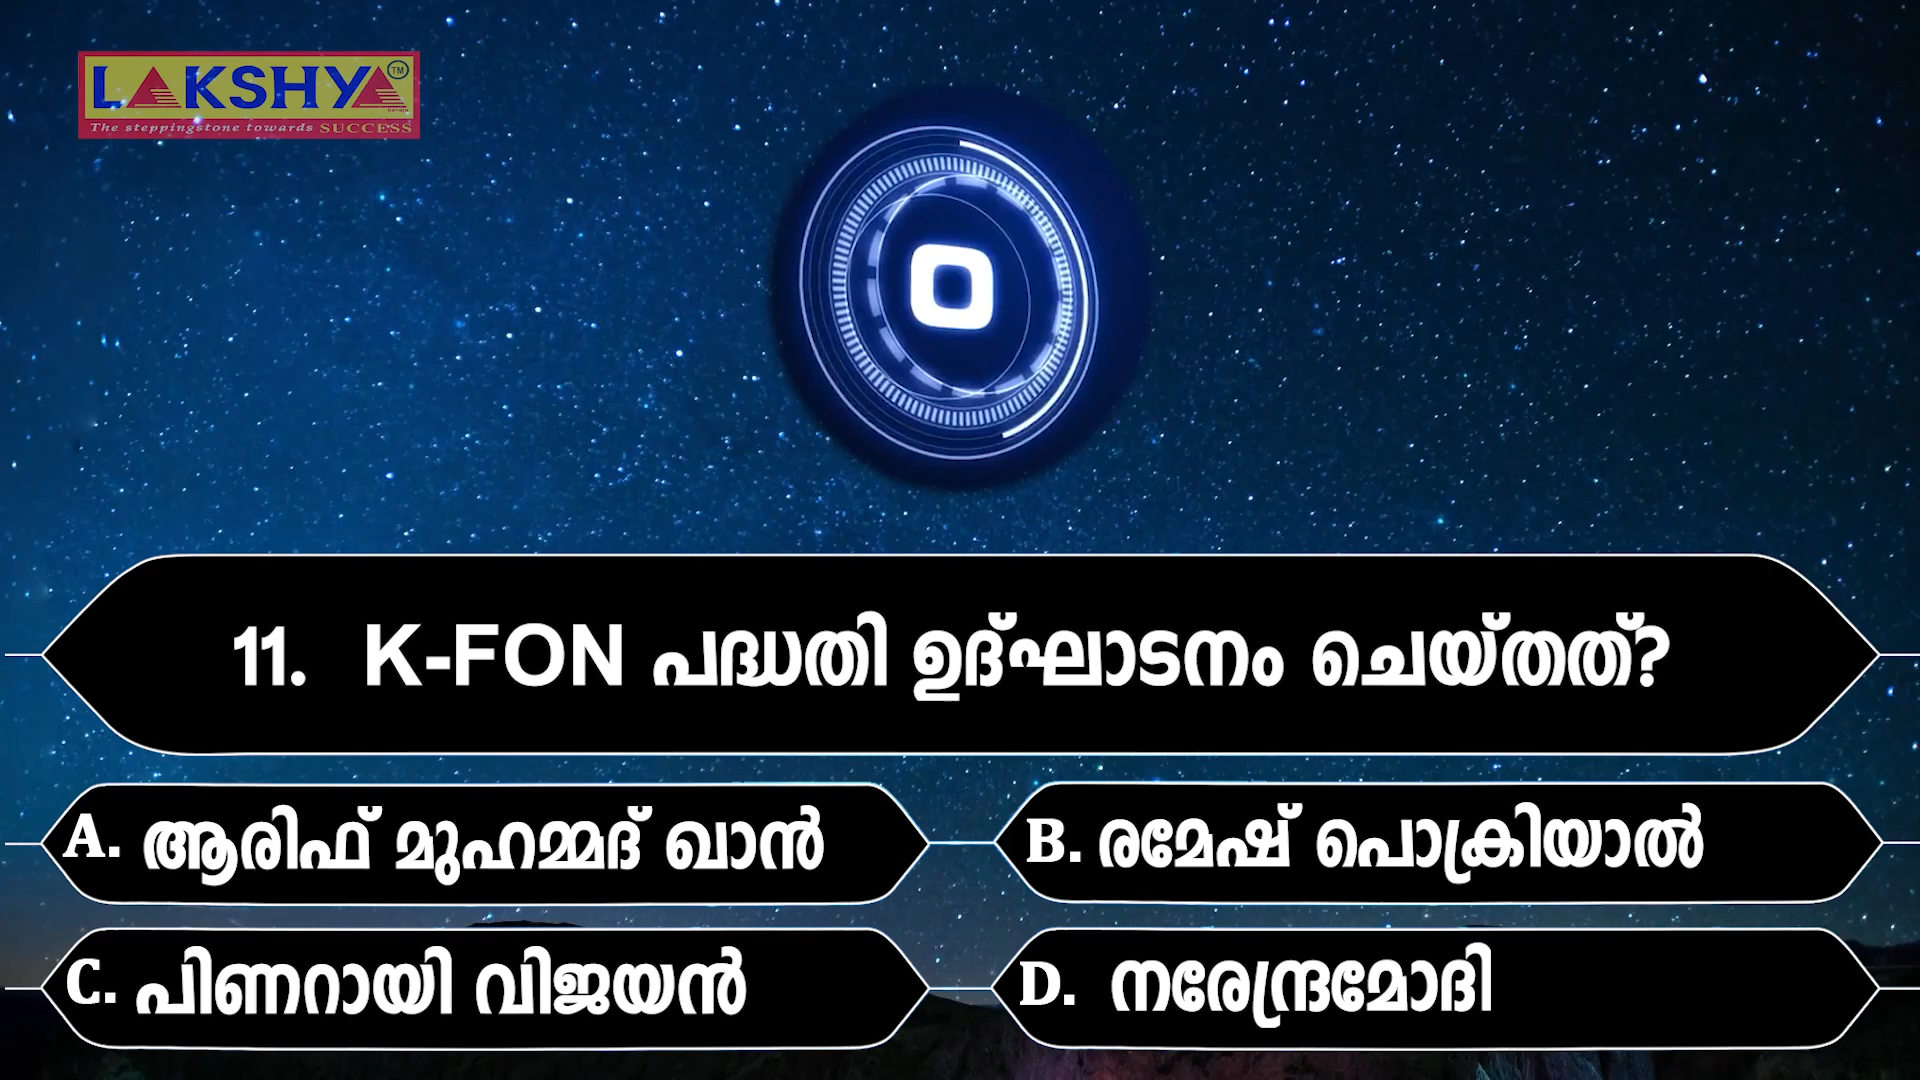 LAKSHYA TM
The steppingstone towards SUCCESS
0
11. K-FON പദ്ധതി ഉദ്ഘാടനം ചെയ്തത്?
A. ആരിഫ് മുഹമ്മദ് ഖാൻ
B. രമേഷ് പൊക്രിയാൽ
C. പിണറായി വിജയൻ
D. നരേന്ദ്രമോദി